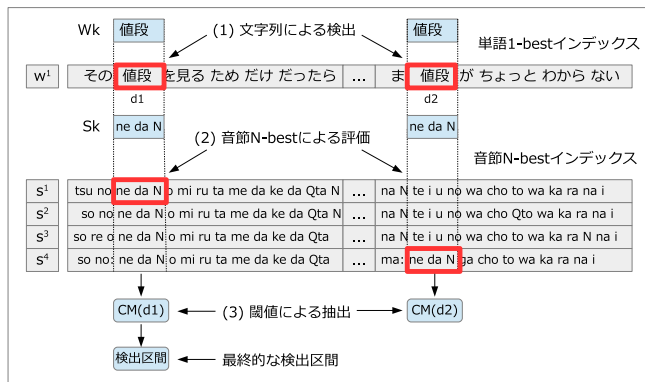 Wk 値段 (1) 文字列による検出 値段
単語1-bestインデックス
w¹ その 値段 を見る ため だけ だったら ... ま 値段 が ちょっと わから ない
d1 d2
Sk ne da N ne da N
(2) 音節N-bestによる評価
音節N-bestインデックス
s¹ tsu no ne da N o mi ru ta me da ke da Qta N ... na N te i u no wa cho to wa ka ra na i
s² so no ne da N o mi ru ta me da ke da Qta N ... na N te i u no wa cho Qto wa ka ra na i
s³ so re o ne da N o mi ru ta me da ke da Qta ... na N te i u no wa cho to wa ka ra N na i
s⁴ so no: ne da N o mi ru ta me da ke da Qta ... ma: ne da N ga cho to wa ka ra na i
CM(d1) (3) 閾値による抽出 CM(d2)
検出区間 最終的な検出区間